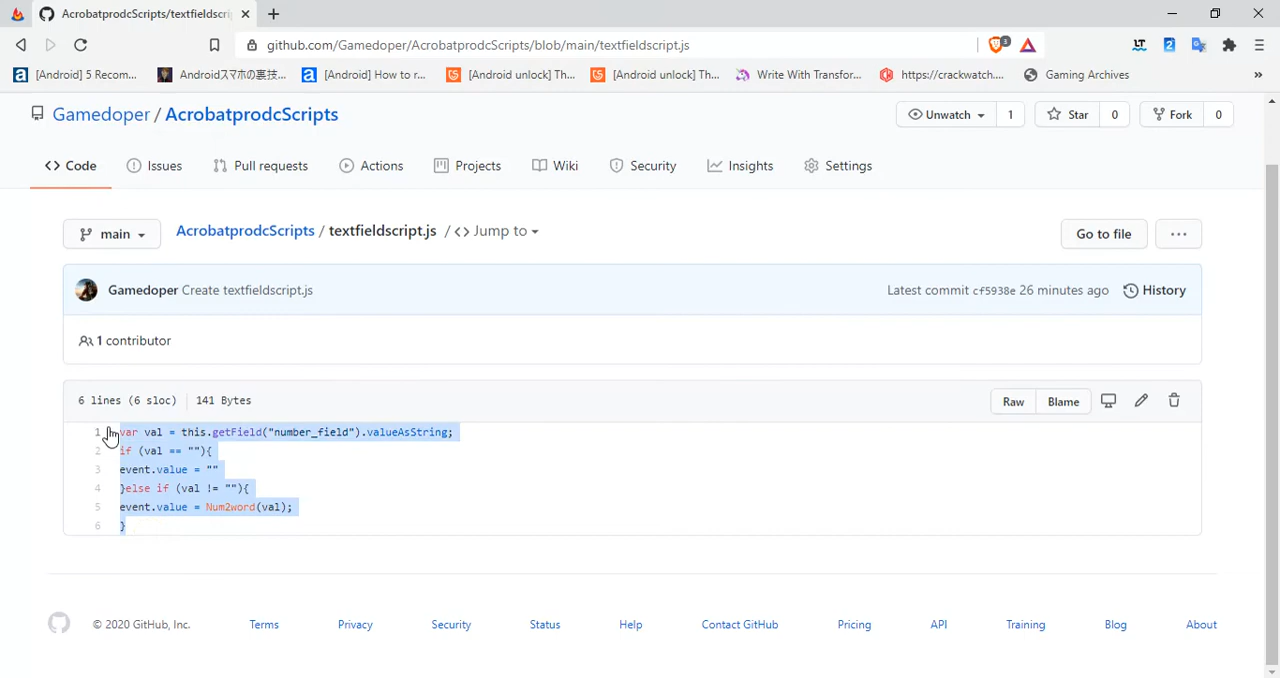 AcrobatprodcScripts/textfieldscri
github.com/Gamedoper/AcrobatprodcScripts/blob/main/textfieldscript.js
3
LT
2
[Android] 5 Recom...
Androidスマホの裏技...
[Android] How to r...
[Android unlock] Th...
[Android unlock] Th...
Write With Transfor...
https://crackwatch....
Gaming Archives
»
Gamedoper / AcrobatprodcScripts
Unwatch 1
Star 0
Fork 0
<> Code
Issues
Pull requests
Actions
Projects
Wiki
Security
Insights
Settings
main
AcrobatprodcScripts / textfieldscript.js / <> Jump to
Go to file
...
Gamedoper Create textfieldscript.js
Latest commit cf5938e 26 minutes ago
History
1 contributor
6 lines (6 sloc) 141 Bytes
Raw
Blame
1 var val = this.getField("number_field").valueAsString;
2 if (val == ""){
3 event.value = ""
4 }else if (val != ""){
5 event.value = Num2word(val);
6 }
© 2020 GitHub, Inc.
Terms
Privacy
Security
Status
Help
Contact GitHub
Pricing
API
Training
Blog
About